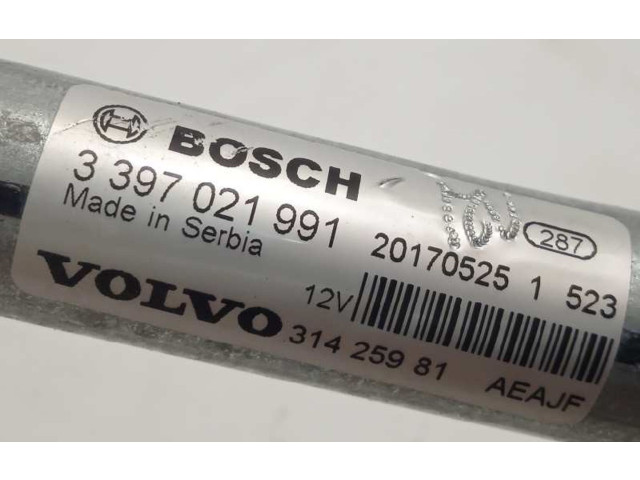 BOSCH
3 397 021 991
Made in Serbia
20170525 1 523
287
VOLVO
12V
314 259 81
AEAJF